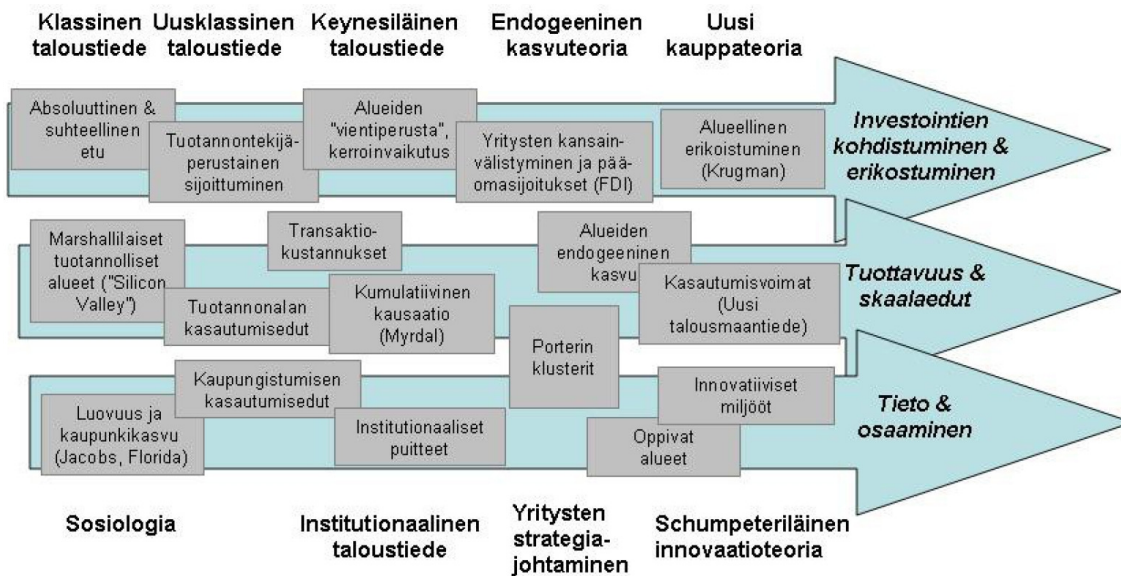 Klassinen
taloustiede
Uusklassinen
taloustiede
Keynesiläinen
taloustiede
Endogeeninen
kasvuteoria
Uusi
kauppateoria
Absoluuttinen &
suhteellinen
etu
Tuotannontekijä-
perustainen
sijoittuminen
Alueiden
"vientiperusta",
kerroinvaikutus
Yritysten kansain-
välistyminen ja pää-
omasijoitukset (FDI)
Alueellinen
erikoistuminen
(Krugman)
Investointien
kohdistuminen &
erikostuminen
Marshallilaiset
tuotannolliset
alueet ("Silicon
Valley")
Tuotannonalan
kasautumisedut
Transaktio-
kustannukset
Kumulatiivinen
kausaatio
(Myrdal)
Alueiden
endogeeninen
kasvu
Kasautumisvoimat
(Uusi
talousmaantiede)
Tuottavuus &
skaalaedut
Porterin
klusterit
Luovuus ja
kaupunkikasvu
(Jacobs, Florida)
Kaupungistumisen
kasautumisedut
Institutionaaliset
puitteet
Oppivat
alueet
Innovatiiviset
miljööt
Tieto &
osaaminen
Sosiologia
Institutionaalinen
taloustiede
Yritysten
strategia-
johtaminen
Schumpeteriläinen
innovaatioteoria